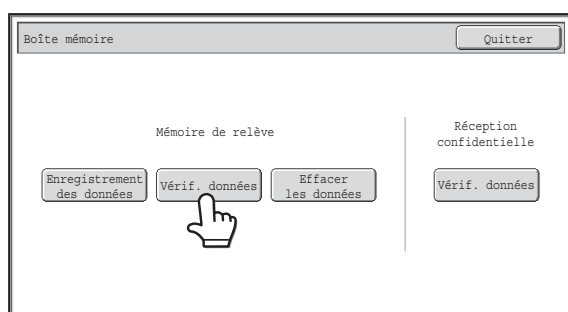 Boîte mémoire
Quitter
Mémoire de relève
Réception
confidentielle
Enregistrement
des données
Vérif. données
Effacer
les données
Vérif. données